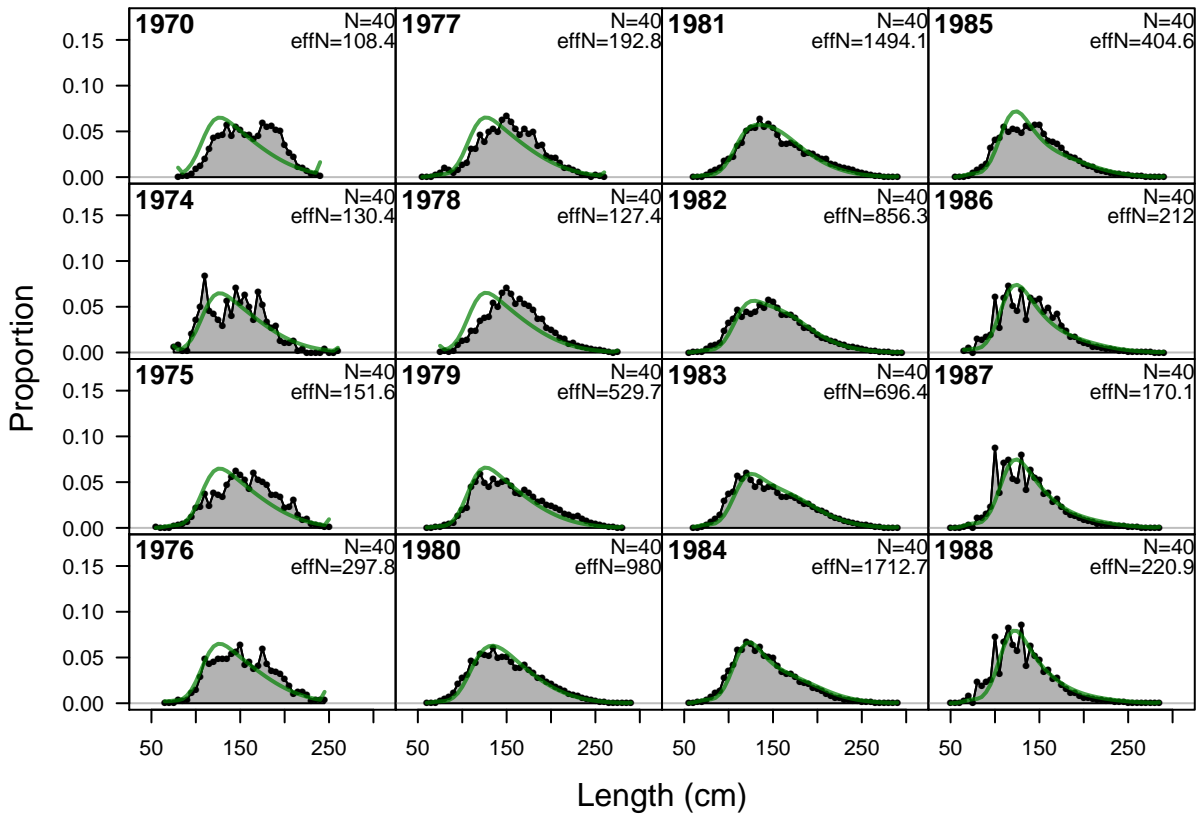 1970 N=40
effN=108.4
1977 N=40
effN=192.8
1981 N=40
effN=1494.1
1985 N=40
effN=404.6
0.15
0.10
0.05
0.00
1974 N=40
effN=130.4
1978 N=40
effN=127.4
1982 N=40
effN=856.3
1986 N=40
effN=212
0.15
0.10
0.05
0.00
1975 N=40
effN=151.6
1979 N=40
effN=529.7
1983 N=40
effN=696.4
1987 N=40
effN=170.1
0.15
0.10
0.05
0.00
1976 N=40
effN=297.8
1980 N=40
effN=980
1984 N=40
effN=1712.7
1988 N=40
effN=220.9
0.15
0.10
0.05
0.00
Proportion
50 150 250 50 150 250 50 150 250 50 150 250
Length (cm)